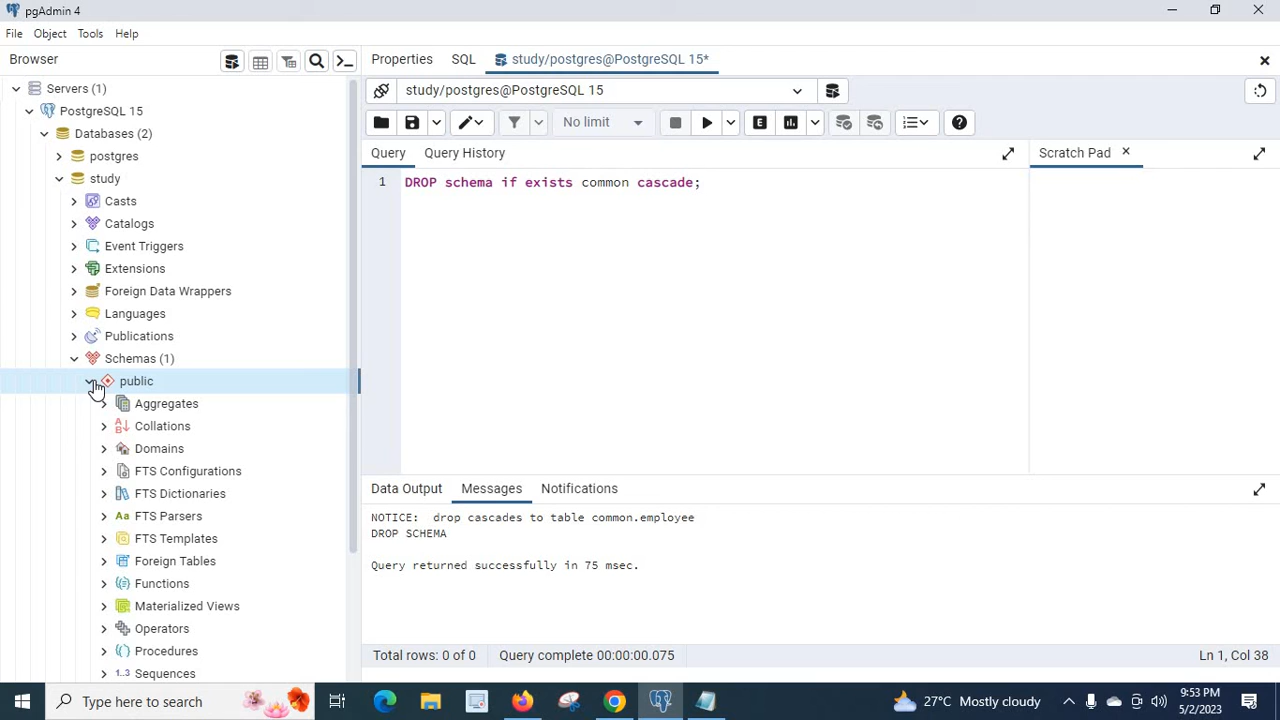 pgAdmin 4
File Object Tools Help
Browser
Properties SQL study/postgres@PostgreSQL 15*
study/postgres@PostgreSQL 15
No limit
E
Query Query History Scratch Pad
1 DROP schema if exists common cascade;
Servers (1)
PostgreSQL 15
Databases (2)
postgres
study
Casts
Catalogs
Event Triggers
Extensions
Foreign Data Wrappers
Languages
Publications
Schemas (1)
public
Aggregates
Collations
Domains
FTS Configurations
FTS Dictionaries
Aa FTS Parsers
FTS Templates
Foreign Tables
Functions
Materialized Views
Operators
Procedures
1..3 Sequences
Data Output Messages Notifications
NOTICE: drop cascades to table common.employee
DROP SCHEMA
Query returned successfully in 75 msec.
Total rows: 0 of 0 Query complete 00:00:00.075 Ln 1, Col 38
Type here to search
27°C Mostly cloudy
9:53 PM
5/2/2023